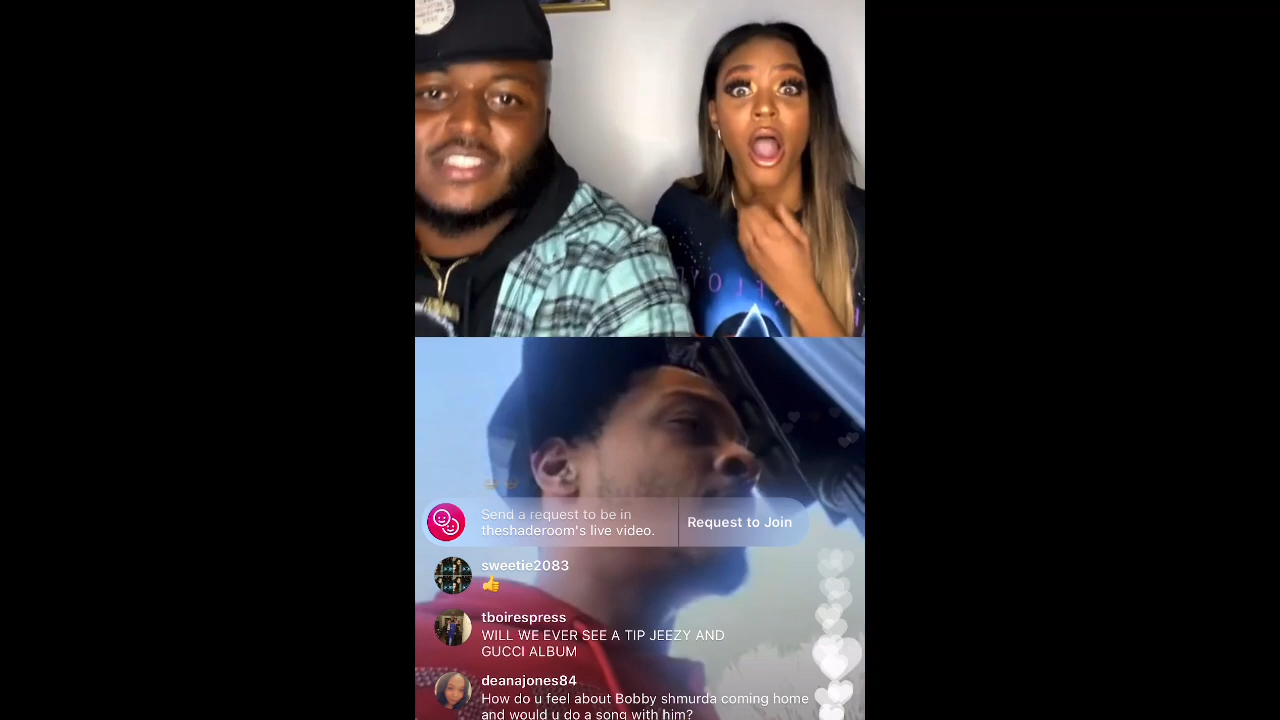 FLOY
Send a request to be in
theshaderoom's live video.
Request to Join
sweetie2083
👍
tboirespress
WILL WE EVER SEE A TIP JEEZY AND
GUCCI ALBUM
deanajones84
How do u feel about Bobby shmurda coming home
and would u do a song with him?